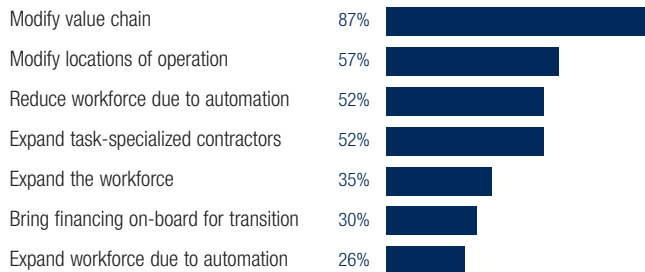 Modify value chain 87%
Modify locations of operation 57%
Reduce workforce due to automation 52%
Expand task-specialized contractors 52%
Expand the workforce 35%
Bring financing on-board for transition 30%
Expand workforce due to automation 26%